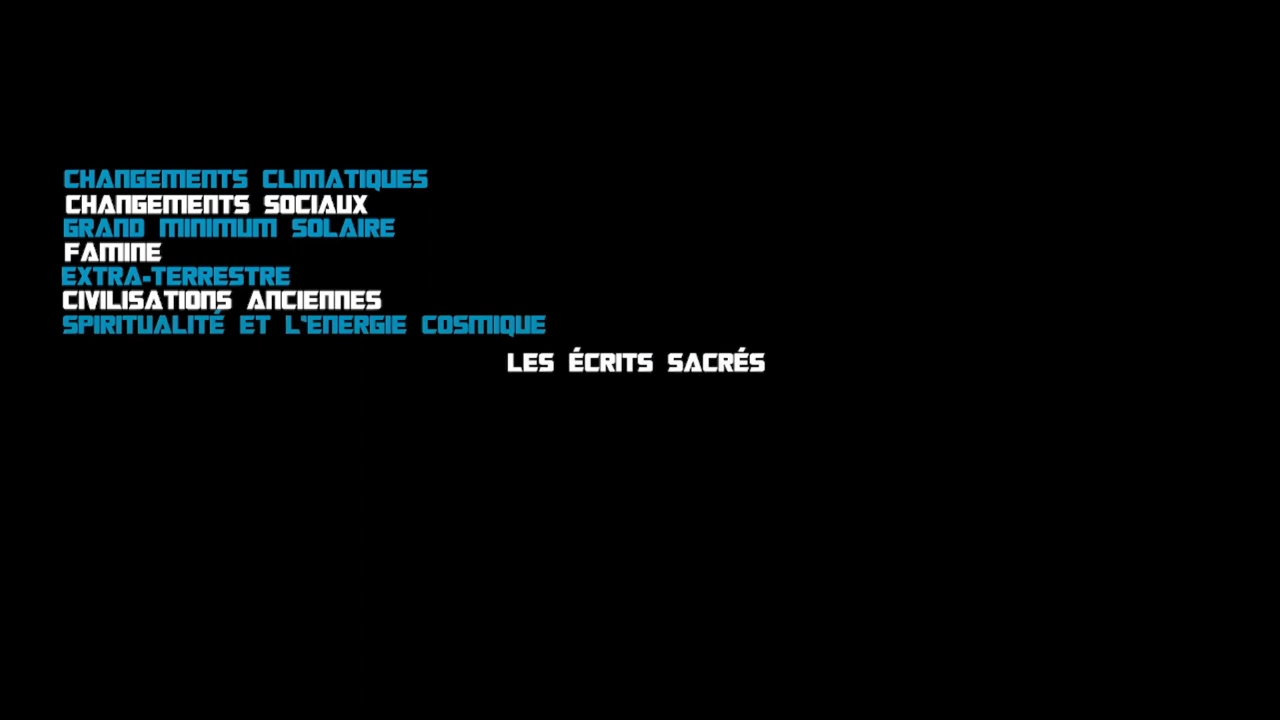 CHANGEMENTS CLIMATIQUES
CHANGEMENTS SOCIAUX
GRAND MINIMUM SOLAIRE
FAMINE
EXTRA-TERRESTRE
CIVILISATIONS ANCIENNES
SPIRITUALITÉ ET L'ENERGIE COSMIQUE
LES ÉCRITS SACRÉS